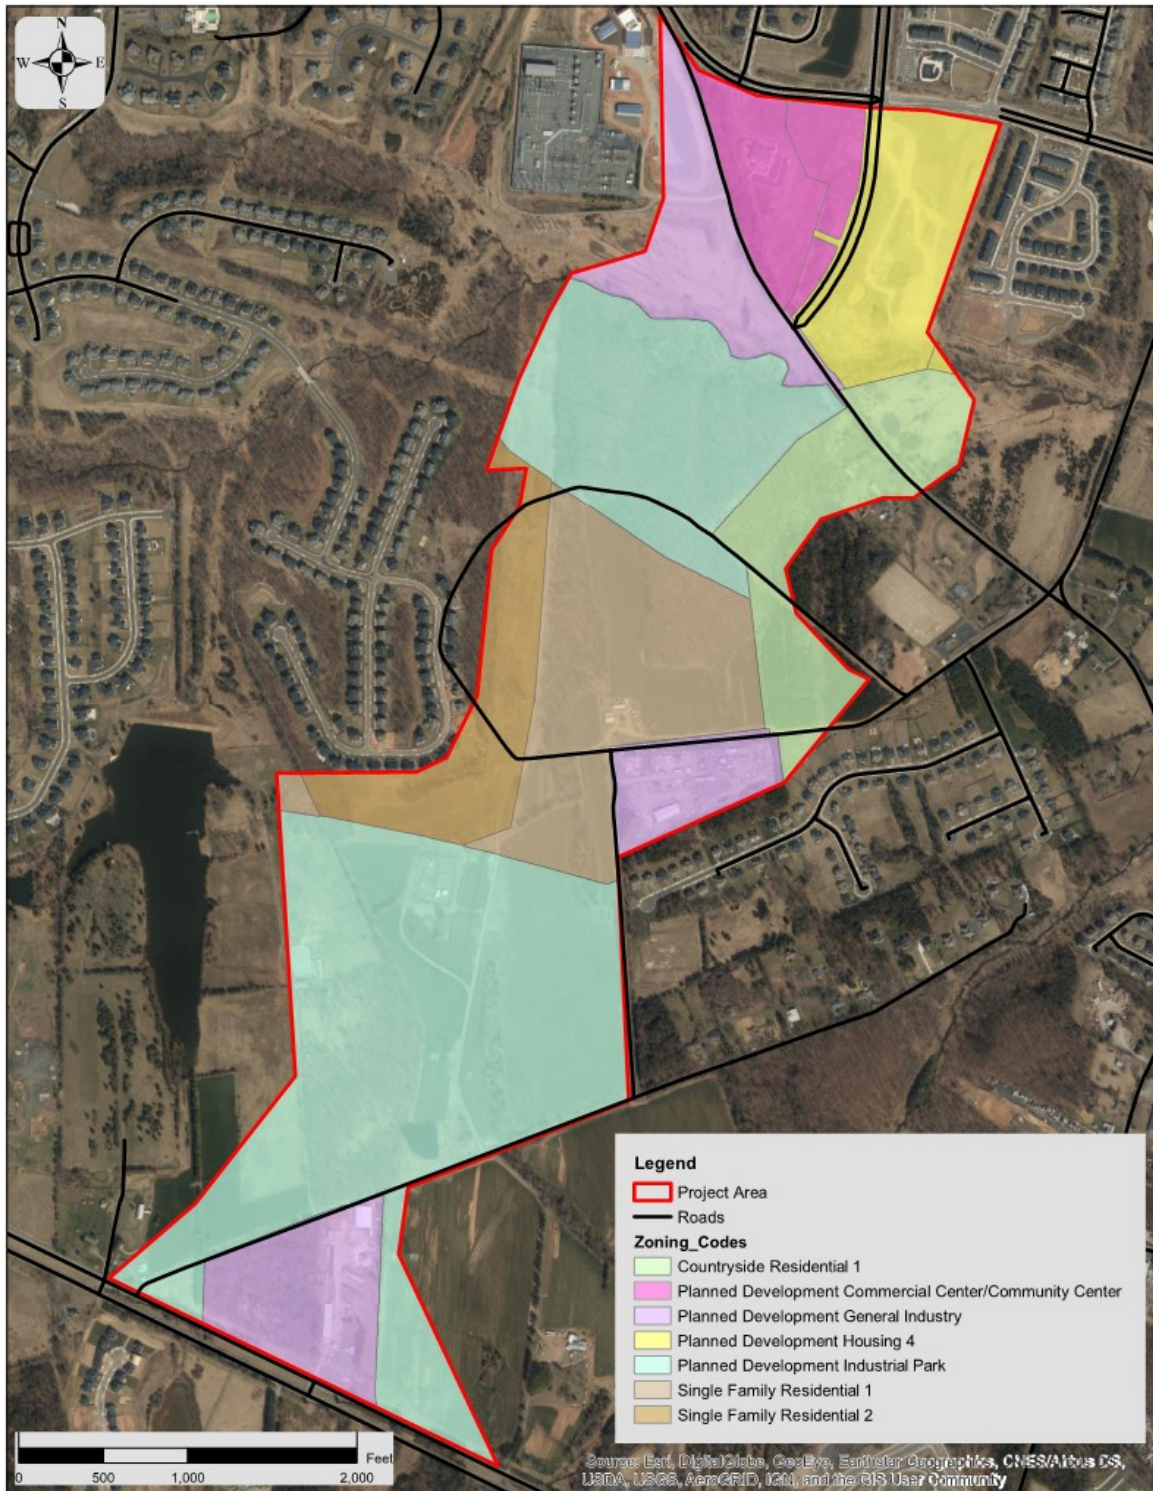 N
W E
S
Legend
Project Area
Roads
Zoning_Codes
Countryside Residential 1
Planned Development Commercial Center/Community Center
Planned Development General Industry
Planned Development Housing 4
Planned Development Industrial Park
Single Family Residential 1
Single Family Residential 2
Feet
0 500 1,000 2,000
Source: Esri, DigitalGlobe, GeoEye, Earthstar Geographics, CNES/Airbus DS,
USDA, USGS, AeroGRID, IGN, and the GIS User Community